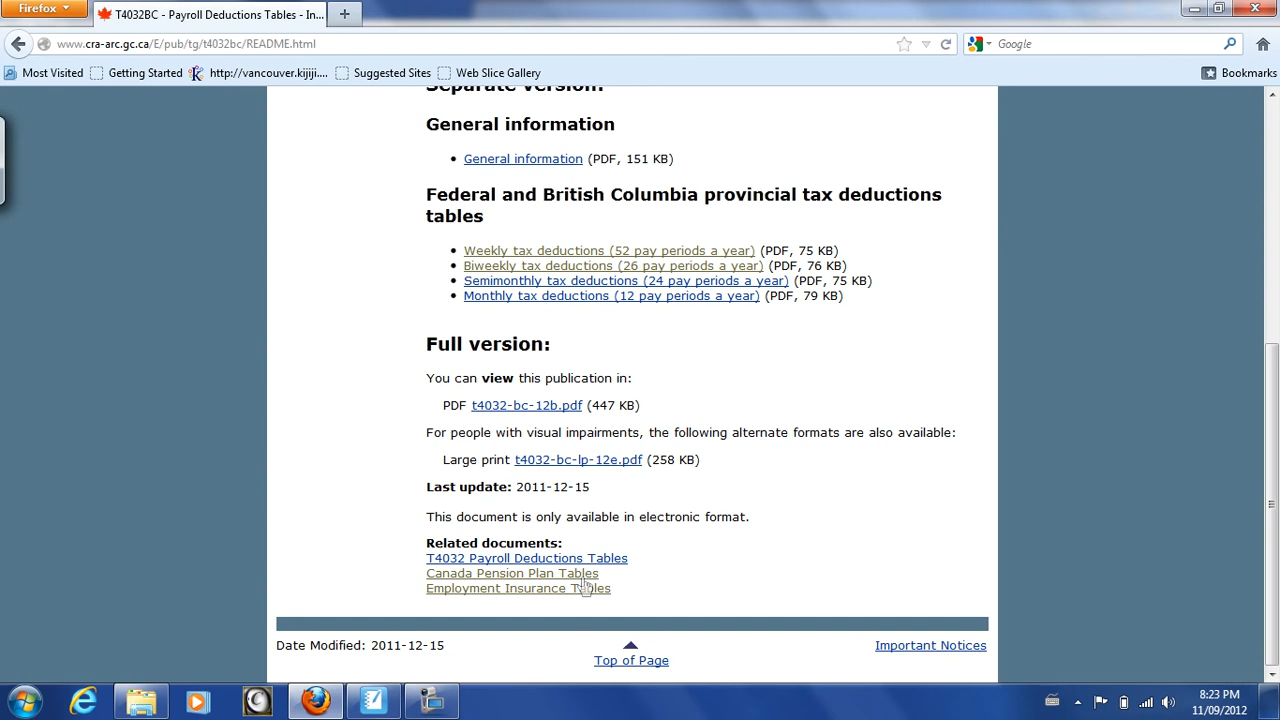 Firefox
T4032BC - Payroll Deductions Tables - In...
www.cra-arc.gc.ca/E/pub/tg/t4032bc/README.html
Google
Most Visited
Getting Started
http://vancouver.kijiji....
Suggested Sites
Web Slice Gallery
Bookmarks
Separate version:
General information
• General information (PDF, 151 KB)
Federal and British Columbia provincial tax deductions
tables
• Weekly tax deductions (52 pay periods a year) (PDF, 75 KB)
• Biweekly tax deductions (26 pay periods a year) (PDF, 76 KB)
• Semimonthly tax deductions (24 pay periods a year) (PDF, 75 KB)
• Monthly tax deductions (12 pay periods a year) (PDF, 79 KB)
Full version:
You can view this publication in:
PDF t4032-bc-12b.pdf (447 KB)
For people with visual impairments, the following alternate formats are also available:
Large print t4032-bc-lp-12e.pdf (258 KB)
Last update: 2011-12-15
This document is only available in electronic format.
Related documents:
T4032 Payroll Deductions Tables
Canada Pension Plan Tables
Employment Insurance Tables
Date Modified: 2011-12-15
Top of Page
Important Notices
8:23 PM
11/09/2012